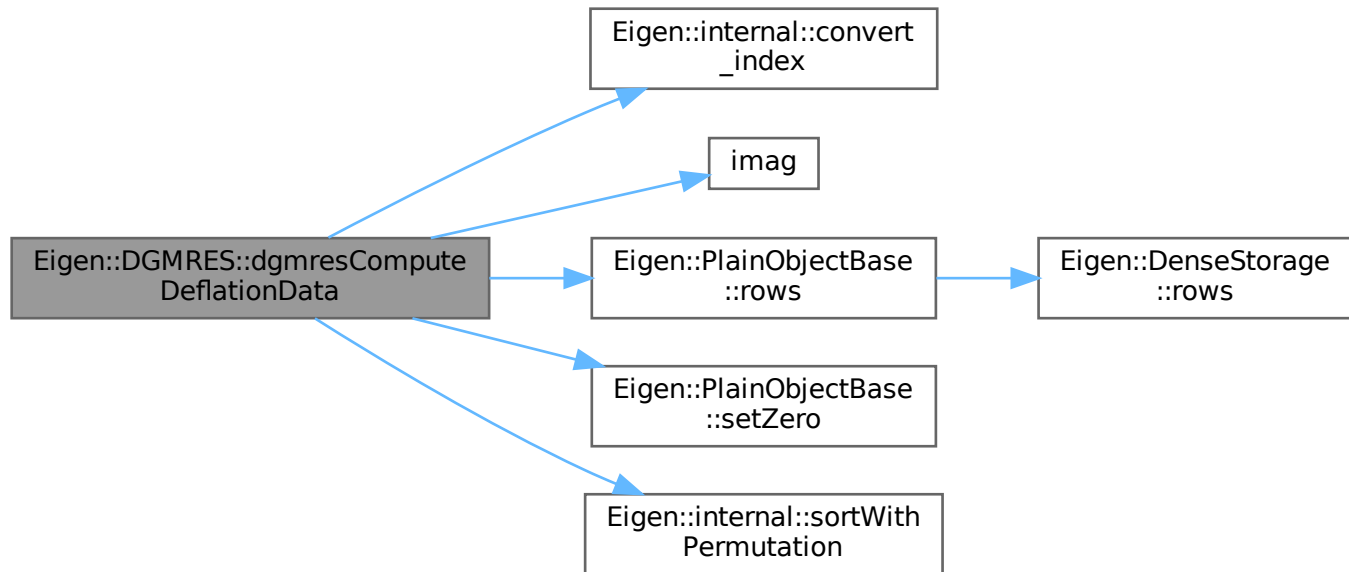 Eigen::internal::convert
_index
imag
Eigen::DGMRES::dgmresCompute
DeflationData
Eigen::PlainObjectBase
::rows
Eigen::DenseStorage
::rows
Eigen::PlainObjectBase
::setZero
Eigen::internal::sortWith
Permutation